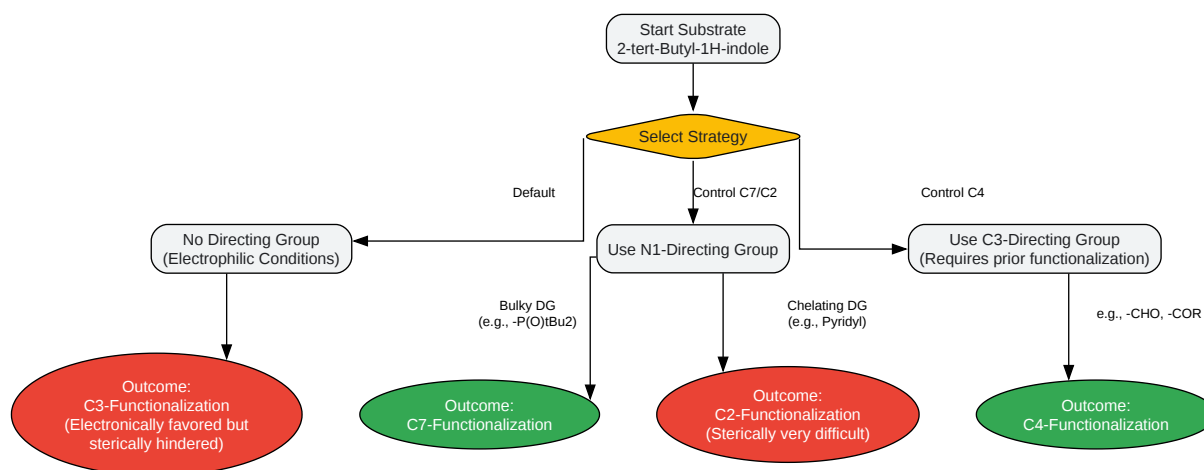 Start Substrate
2-tert-Butyl-1H-indole
Select Strategy
Default
Control C7/C2
Control C4
No Directing Group
(Electrophilic Conditions)
Use N1-Directing Group
Use C3-Directing Group
(Requires prior functionalization)
Bulky DG
(e.g., -P(O)tBu2)
Chelating DG
(e.g., Pyridyl)
e.g., -CHO, -COR
Outcome:
C3-Functionalization
(Electronically favored but
sterically hindered)
Outcome:
C7-Functionalization
Outcome:
C2-Functionalization
(Sterically very difficult)
Outcome:
C4-Functionalization